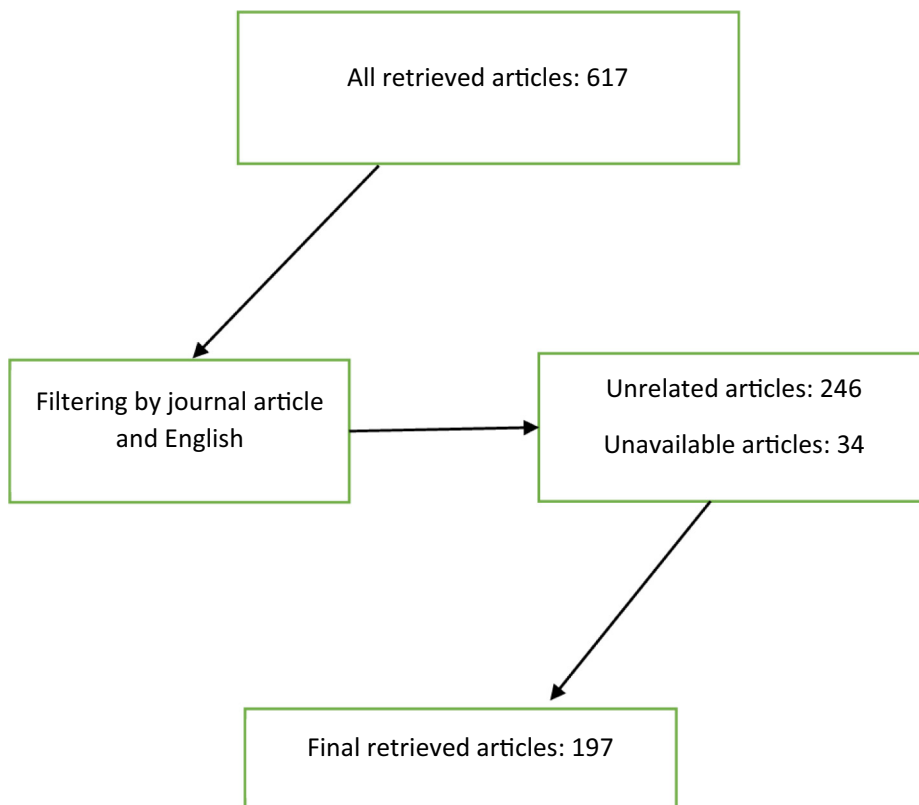 All retrieved articles: 617
Filtering by journal article
and English
Unrelated articles: 246
Unavailable articles: 34
Final retrieved articles: 197